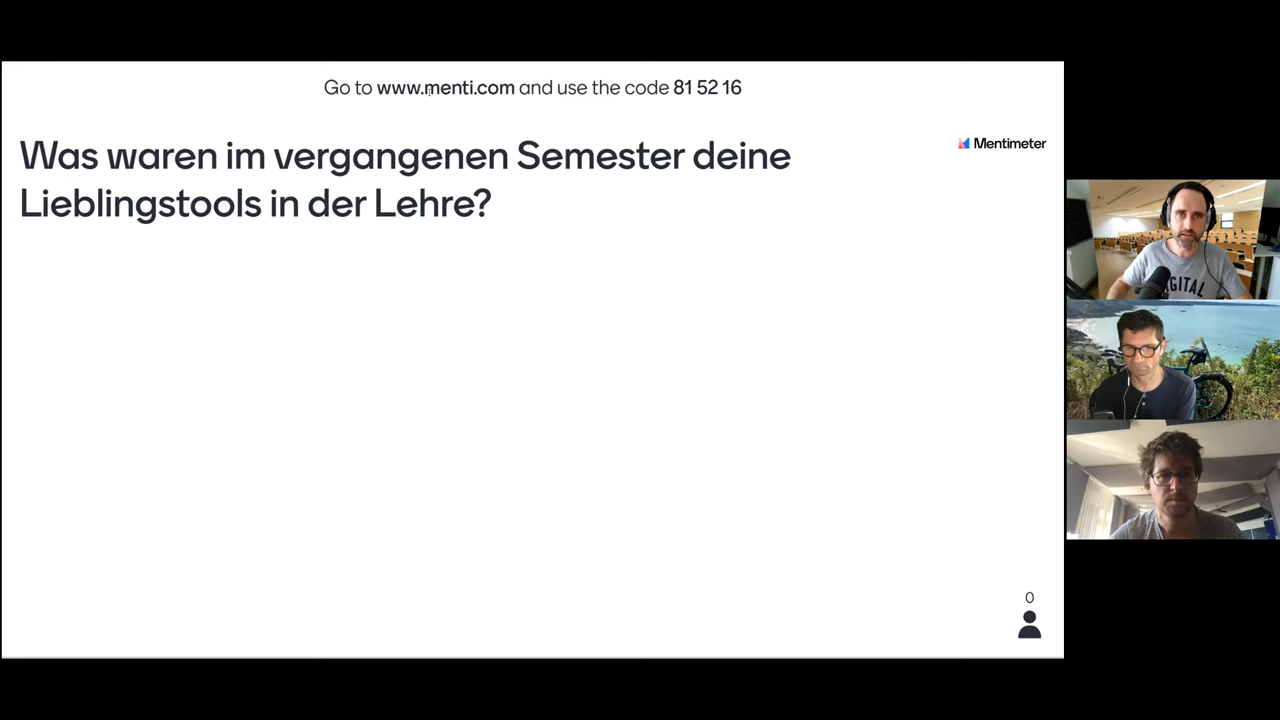 Go to www.menti.com and use the code 81 52 16
Mentimeter
Was waren im vergangenen Semester deine
Lieblingstools in der Lehre?
GITAL
0